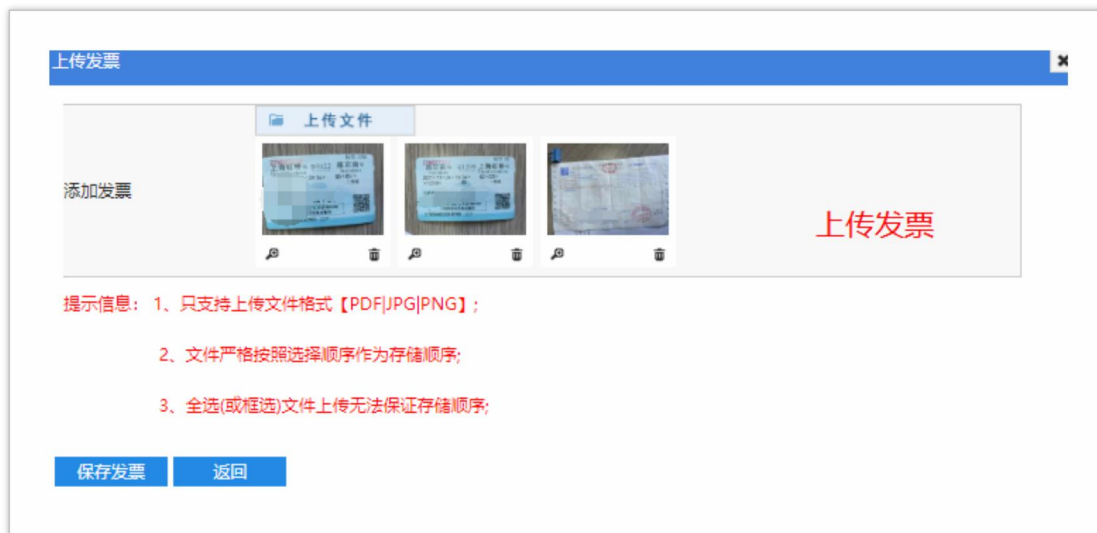 上传发票
上传文件
添加发票
上传发票
提示信息： 1、只支持上传文件格式【PDF|JPG|PNG】;
2、文件严格按照选择顺序作为存储顺序;
3、全选(或框选)文件上传无法保证存储顺序;
保存发票 返回